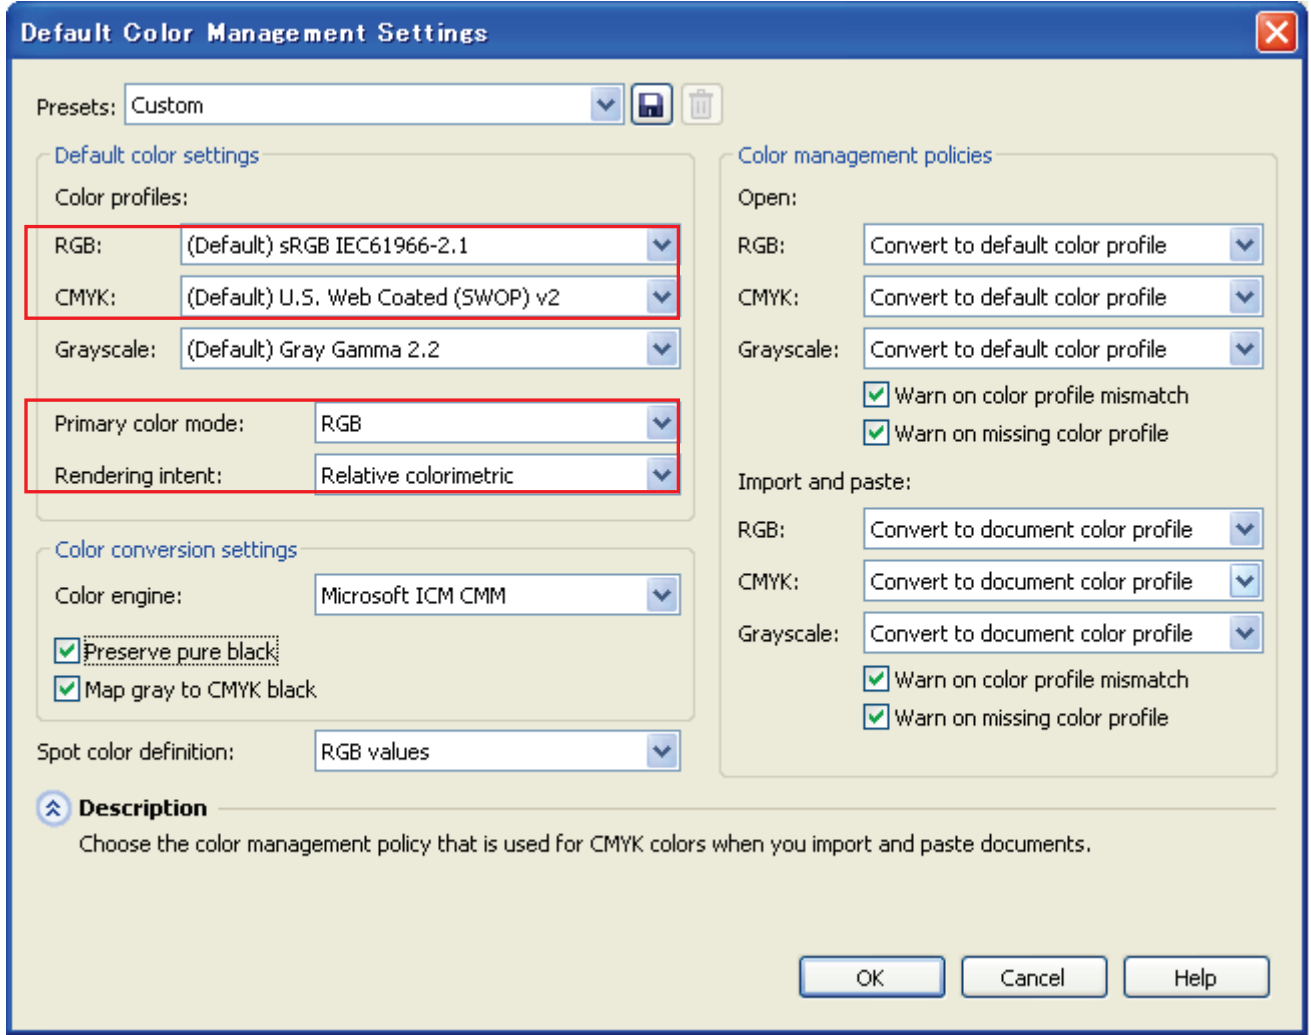 Default Color Management Settings
Presets: Custom
Default color settings
Color profiles:
RGB: (Default) sRGB IEC61966-2.1
CMYK: (Default) U.S. Web Coated (SWOP) v2
Grayscale: (Default) Gray Gamma 2.2
Primary color mode: RGB
Rendering intent: Relative colorimetric
Color conversion settings
Color engine: Microsoft ICM CMM
Preserve pure black
Map gray to CMYK black
Spot color definition: RGB values
Color management policies
Open:
RGB: Convert to default color profile
CMYK: Convert to default color profile
Grayscale: Convert to default color profile
Warn on color profile mismatch
Warn on missing color profile
Import and paste:
RGB: Convert to document color profile
CMYK: Convert to document color profile
Grayscale: Convert to document color profile
Warn on color profile mismatch
Warn on missing color profile
Description
Choose the color management policy that is used for CMYK colors when you import and paste documents.
OK Cancel Help